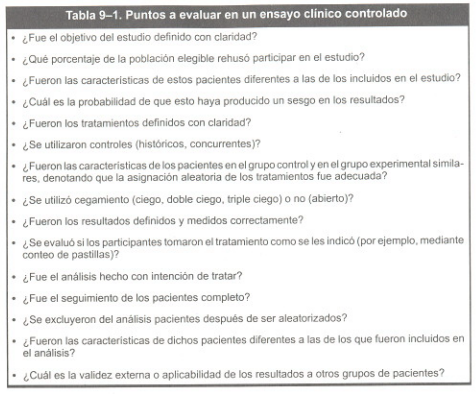 Tabla 9–1. Puntos a evaluar en un ensayo clínico controlado
• ¿Fue el objetivo del estudio definido con claridad?
• ¿Qué porcentaje de la población elegible rehusó participar en el estudio?
• ¿Fueron las características de estos pacientes diferentes a las de los incluidos en el estudio?
• ¿Cuál es la probabilidad de que esto haya producido un sesgo en los resultados?
• ¿Fueron los tratamientos definidos con claridad?
• ¿Se utilizaron controles (históricos, concurrentes)?
• ¿Fueron las características de los pacientes en el grupo control y en el grupo experimental simila-
res, denotando que la asignación aleatoria de los tratamientos fue adecuada?
• ¿Se utilizó cegamiento (ciego, doble ciego, triple ciego) o no (abierto)?
• ¿Fueron los resultados definidos y medidos correctamente?
• ¿Se evaluó si los participantes tomaron el tratamiento como se les indicó (por ejemplo, mediante
conteo de pastillas)?
• ¿Fue el análisis hecho con intención de tratar?
• ¿Fue el seguimiento de los pacientes completo?
• ¿Se excluyeron del análisis pacientes después de ser aleatorizados?
• ¿Fueron las características de dichos pacientes diferentes a las de los que fueron incluidos en
el análisis?
• ¿Cuál es la validez externa o aplicabilidad de los resultados a otros grupos de pacientes?